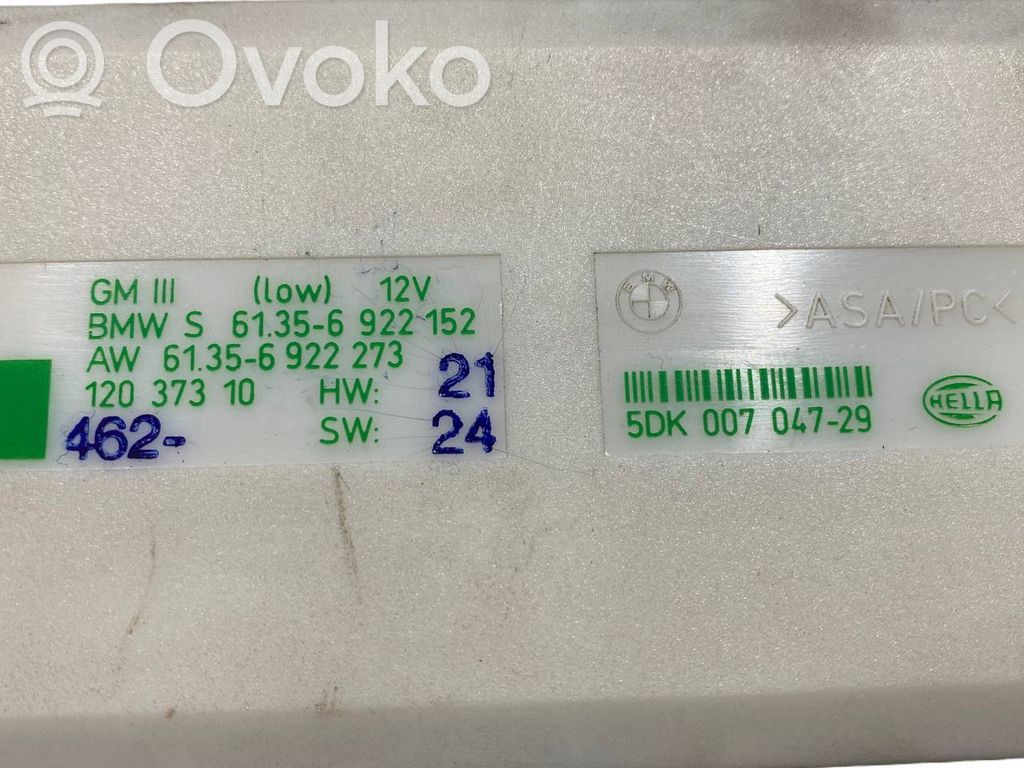 Ovoko
GM III (low) 12V
BMW S 61.35-6 922 152
AW 61.35-6 922 273
120 373 10 HW: 21
462- SW: 24
BMW
>ASA/PC<
5DK 007 047-29
HELLA